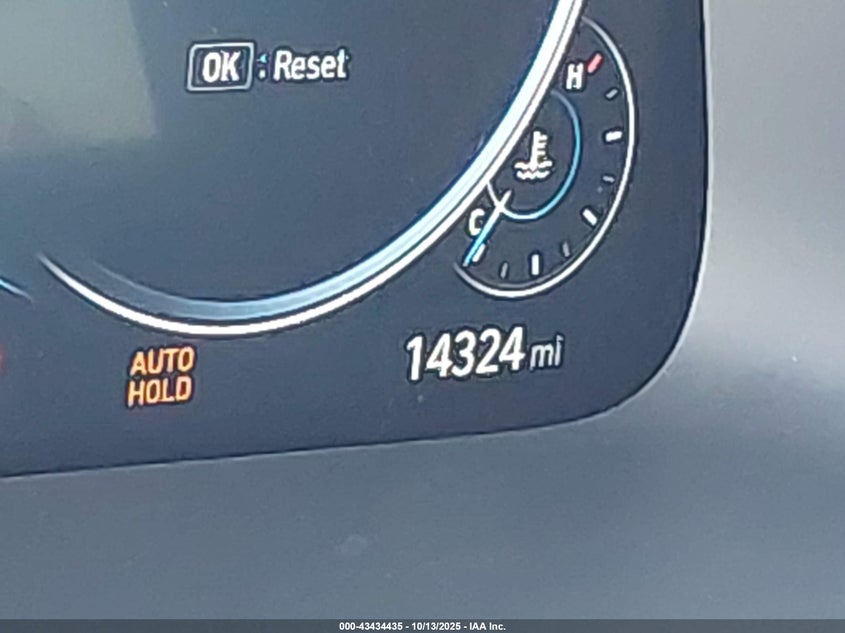 OK : Reset
H
C
14324 mi
AUTO
HOLD
000-43434435 - 10/13/2025 - IAA Inc.